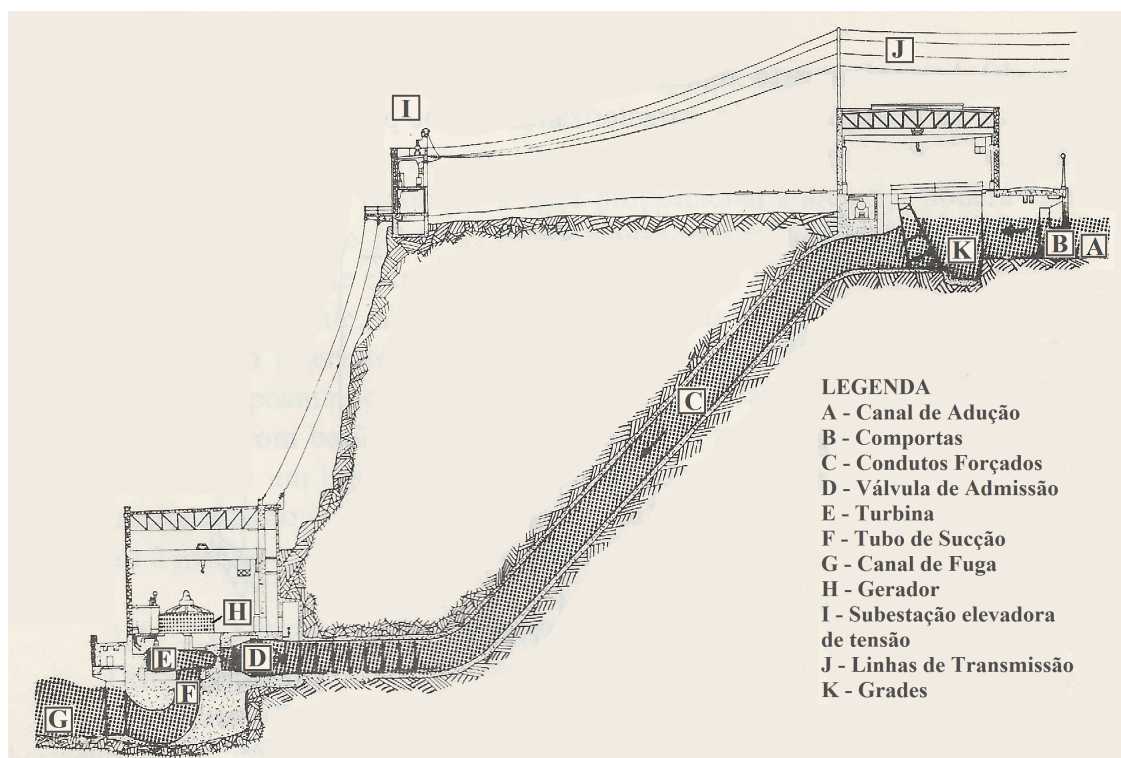 J
I
K
B
A
C
LEGENDA
A - Canal de Adução
B - Comportas
C - Condutos Forçados
D - Válvula de Admissão
E - Turbina
F - Tubo de Sucção
G - Canal de Fuga
H - Gerador
I - Subestação elevadora
de tensão
J - Linhas de Transmissão
K - Grades
H
E
D
F
G